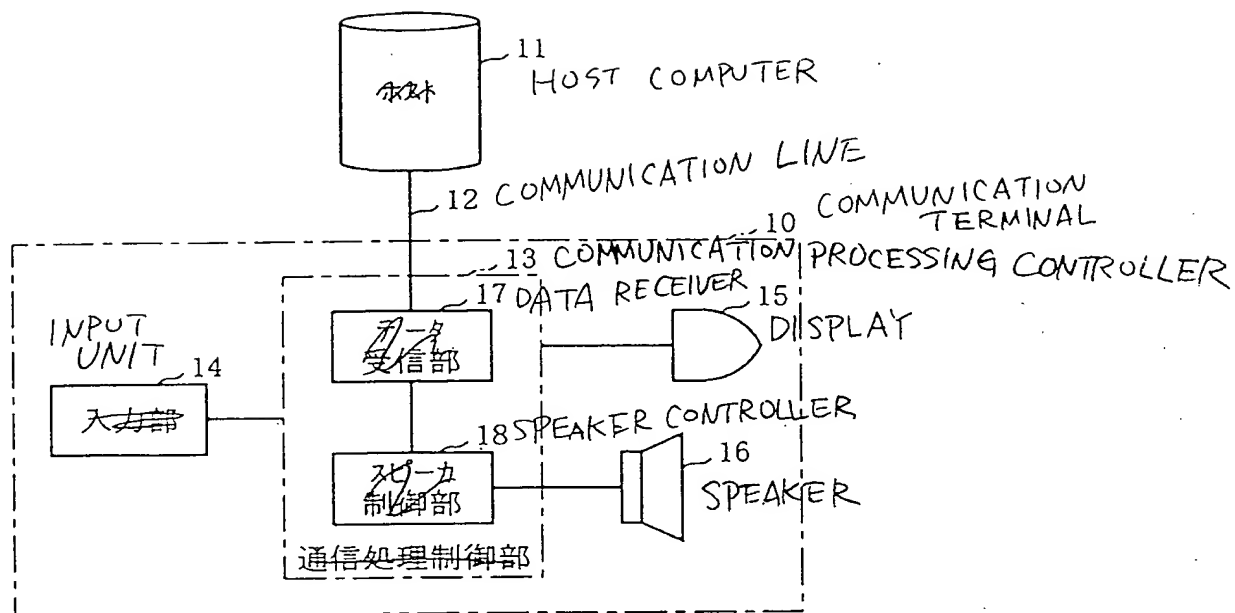 11
HOST COMPUTER
ホスト
12 COMMUNICATION LINE
10 COMMUNICATION
TERMINAL
13 COMMUNICATION PROCESSING CONTROLLER
17 DATA RECEIVER
データ
受信部
15
DISPLAY
INPUT
UNIT
14
入力部
18 SPEAKER CONTROLLER
スピーカ
制御部
16
SPEAKER
通信処理制御部